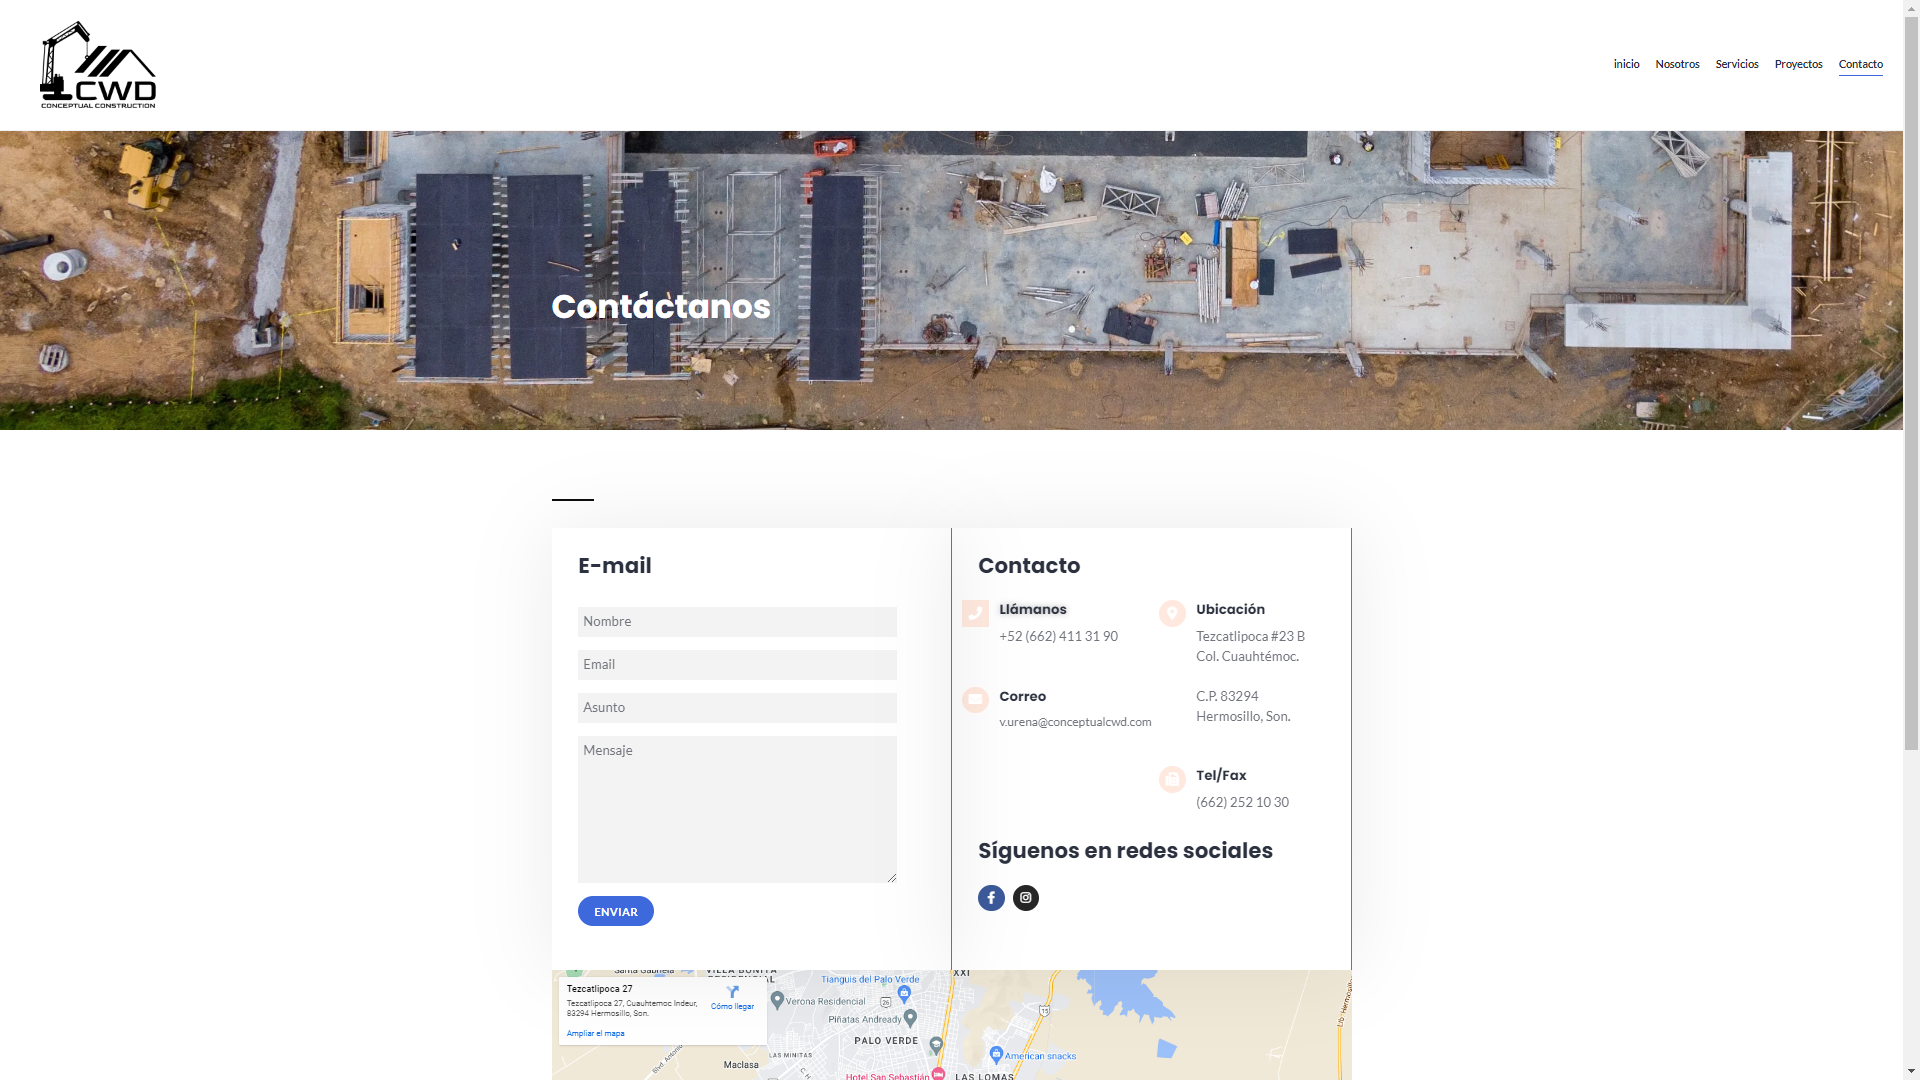 CWD
CONCEPTUAL CONSTRUCTION
inicio
Nosotros
Servicios
Proyectos
Contacto
Contáctanos
E-mail
Nombre
Email
Asunto
Mensaje
ENVIAR
Contacto
Llámanos
+52 (662) 411 31 90
Correo
v.urena@conceptualcwd.com
Ubicación
Tezcatlipoca #23 B
Col. Cuauhtémoc.
C.P. 83294
Hermosillo, Son.
Tel/Fax
(662) 252 10 30
Síguenos en redes sociales
Tezcatlipoca 27
Tezcatlipoca 27, Cuauhtemoc Indeur,
83294 Hermosillo, Son.
Cómo llegar
Ampliar el mapa
Santa Gabriela
VILLA BONITA
XXI
Tianguis del Palo Verde
Verona Residencial
26
Piñatas Andready
15
PALO VERDE
LAS MINITAS
Blvd. Antonio
Maclasa
American snacks
Hotel San Sebastián
LAS LOMAS